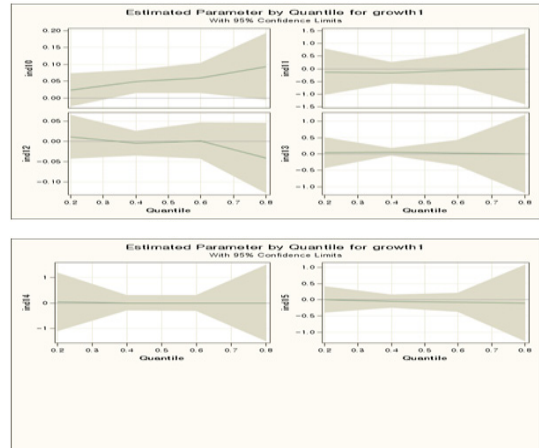 Estimated Parameter by Quantile for growth1
With 95% Confidence Limits
ind10
0.20
0.15
0.10
0.05
0.00
ind11
1.5
1.0
0.5
0.0
-0.5
-1.0
-1.5
ind12
0.05
0.00
-0.05
-0.10
ind13
1.0
0.5
0.0
-0.5
-1.0
0.2 0.3 0.4 0.5 0.6 0.7 0.8
0.2 0.3 0.4 0.5 0.6 0.7 0.8
Quantile
Quantile
Estimated Parameter by Quantile for growth1
With 95% Confidence Limits
ind14
1
0
-1
ind15
1.0
0.5
0.0
-0.5
-1.0
0.2 0.3 0.4 0.5 0.6 0.7 0.8
0.2 0.3 0.4 0.5 0.6 0.7 0.8
Quantile
Quantile